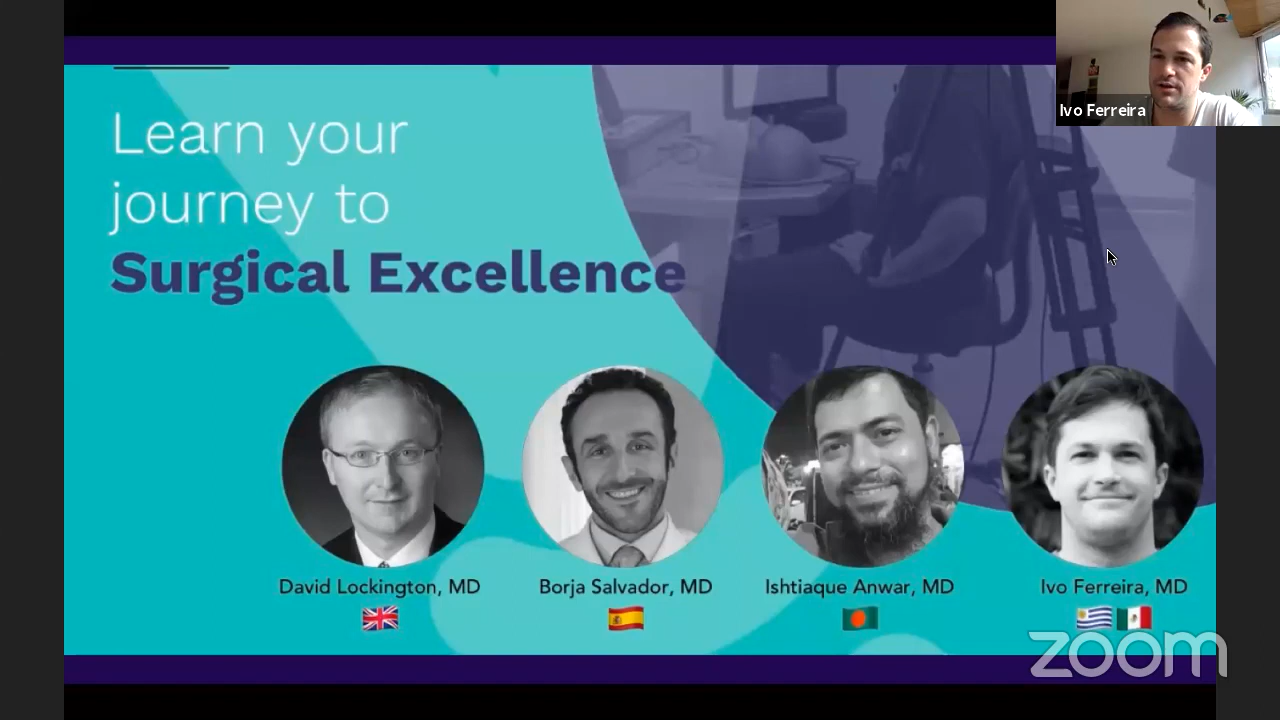 Learn your
journey to
Surgical Excellence
Ivo Ferreira
David Lockington, MD
Borja Salvador, MD
Ishtiaque Anwar, MD
Ivo Ferreira, MD
zoom